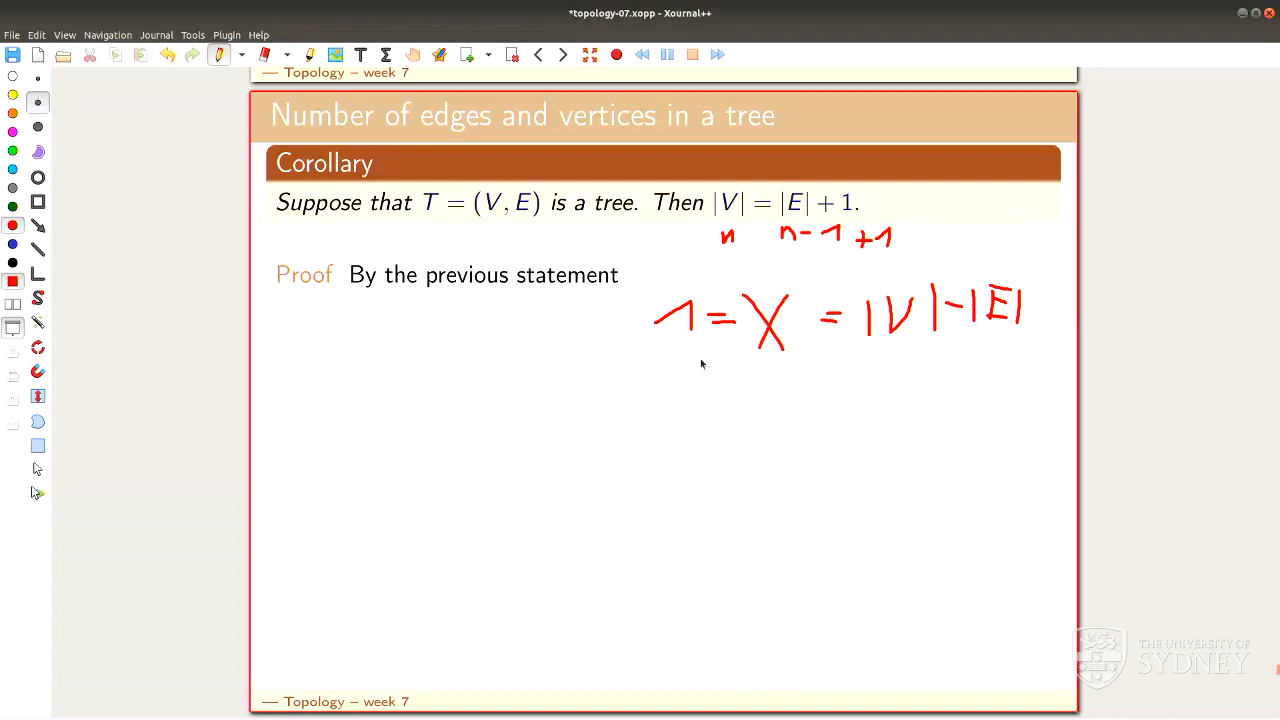 *topology-07.xopp - Xournal++
File Edit View Navigation Journal Tools Plugin Help
— Topology – week 7
Number of edges and vertices in a tree
Corollary
Suppose that T = (V, E) is a tree. Then |V| = |E| + 1.
n n-1 +1
Proof By the previous statement
1 = χ = |V|-|E|
THE UNIVERSITY OF
SYDNEY
— Topology – week 7